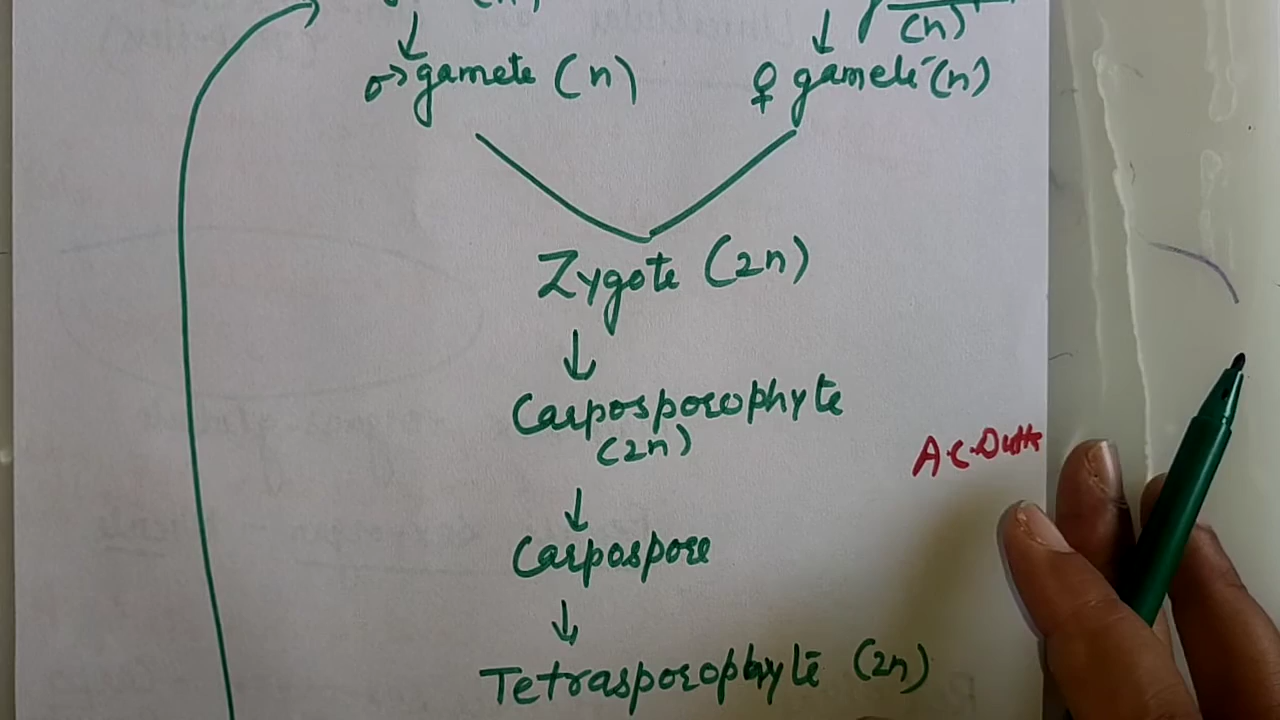 (n)
(n)
♂ gamete (n)
♀ gamete (n)
Zygote (2n)
↓
Carposporophyte
(2n)
A C Dutta
↓
Carpospore
↓
Tetrasporophyte (2n)